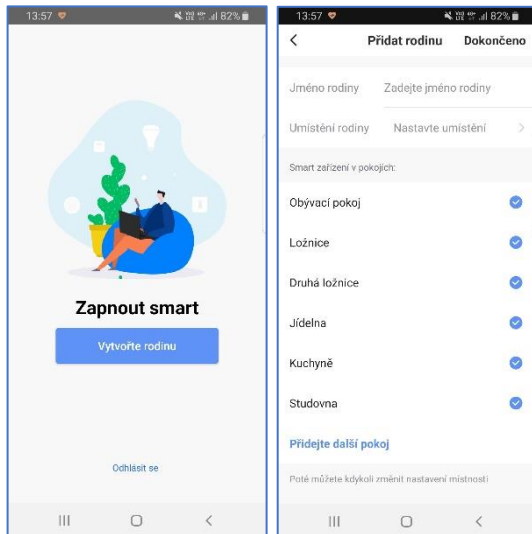 13:57 82%
Zapnout smart
Vytvořte rodinu
Odhlásit se
13:57 82%
Přidat rodinu Dokončeno
Jméno rodiny Zadejte jméno rodiny
Umístění rodiny Nastavte umístění
Smart zařízení v pokojích:
Obývací pokoj
Ložnice
Druhá ložnice
Jídelna
Kuchyně
Studovna
Přidejte další pokoj
Poté můžete kdykoli změnit nastavení místnosti